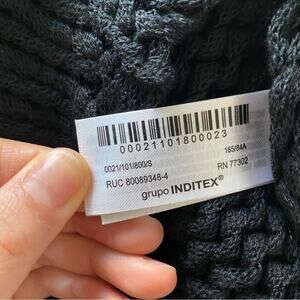 00021101800023
0021/101/800/S
165/84A
RUC 80089348-4
RN 77302
grupo INDITEX®